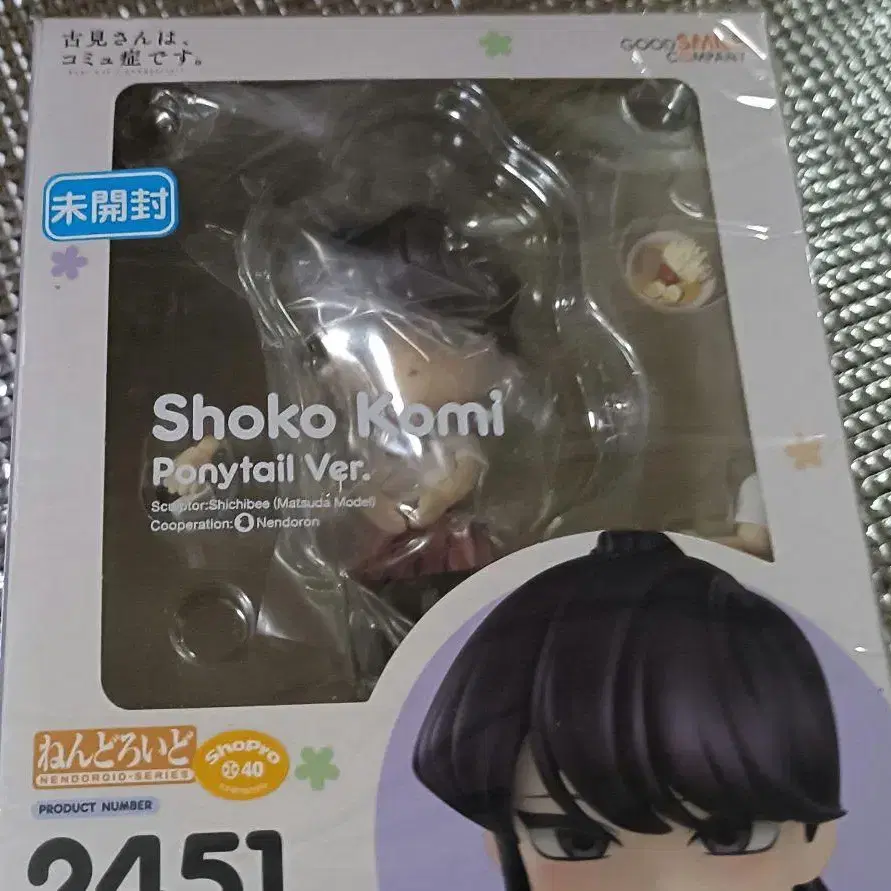 古見さんは、
コミュ症です。
GOOD SMILE
COMPANY
未開封
Shoko Komi
Ponytail Ver.
Sculptor:Shichibee (Matsuda Model)
Cooperation: Nendoron
ねんどろいど
NENDOROID-SERIES
ShoPro
40
PRODUCT NUMBER
2451